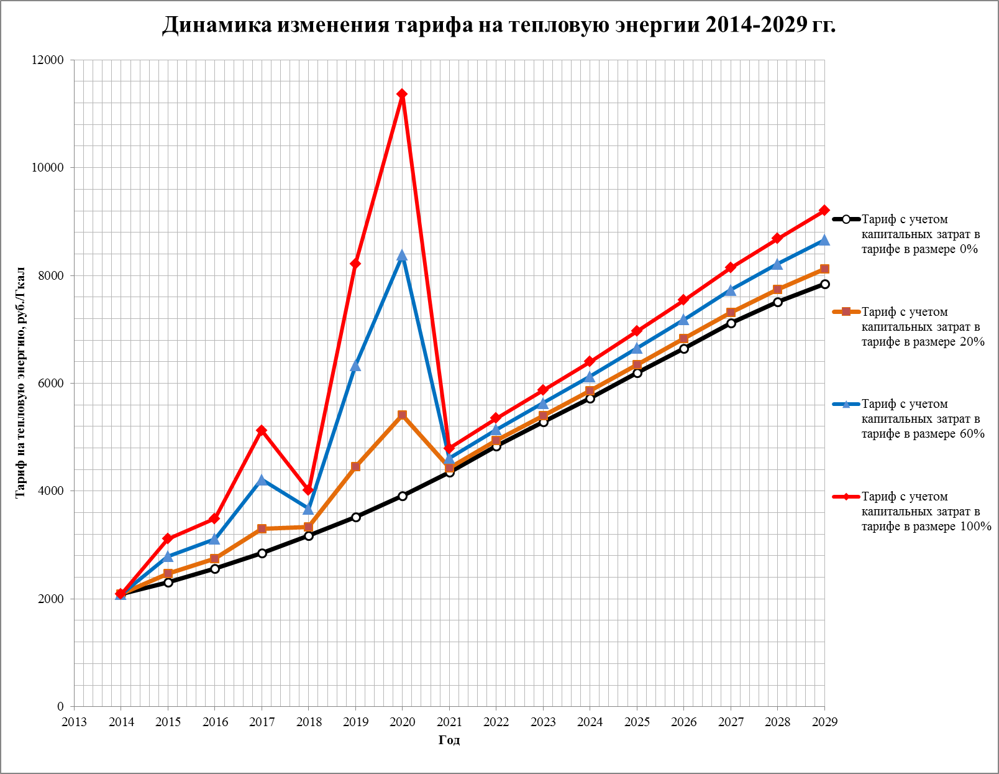 Динамика изменения тарифа на тепловую энергии 2014-2029 гг.
12000
10000
8000
6000
4000
2000
0
Тариф на тепловую энергию, руб./Гкал
2013 2014 2015 2016 2017 2018 2019 2020 2021 2022 2023 2024 2025 2026 2027 2028 2029
Год
Тариф с учетом
капитальных затрат в
тарифе в размере 0%
Тариф с учетом
капитальных затрат в
тарифе в размере 20%
Тариф с учетом
капитальных затрат в
тарифе в размере 60%
Тариф с учетом
капитальных затрат в
тарифе в размере 100%